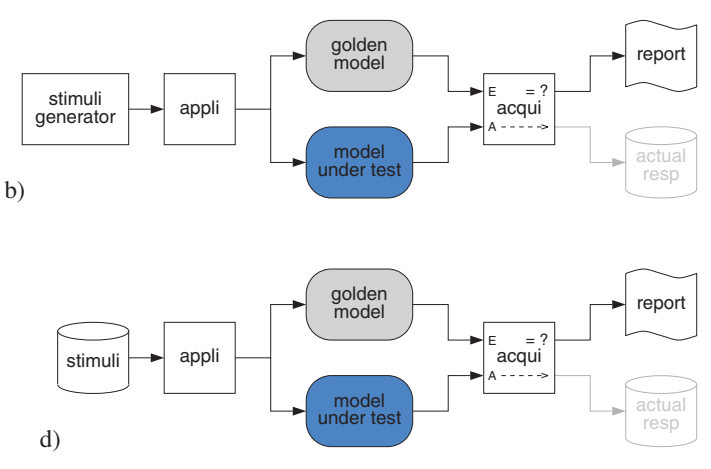 golden
model
stimuli
generator
appli
E = ?
acqui
A ----->
report
model
under test
actual
resp
b)
golden
model
stimuli
appli
E = ?
acqui
A ----->
report
model
under test
actual
resp
d)